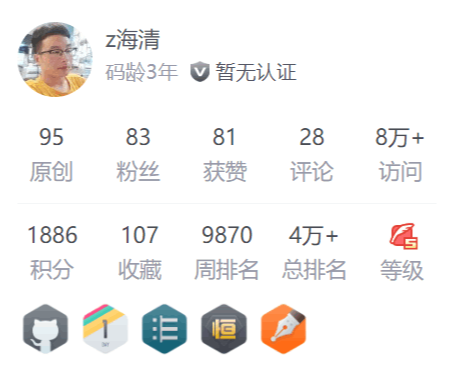 z海清
码龄3年 暂无认证
95 83 81 28 8万+
原创 粉丝 获赞 评论 访问
1886 107 9870 4万+ 5
积分 收藏 周排名 总排名 等级
1 恒